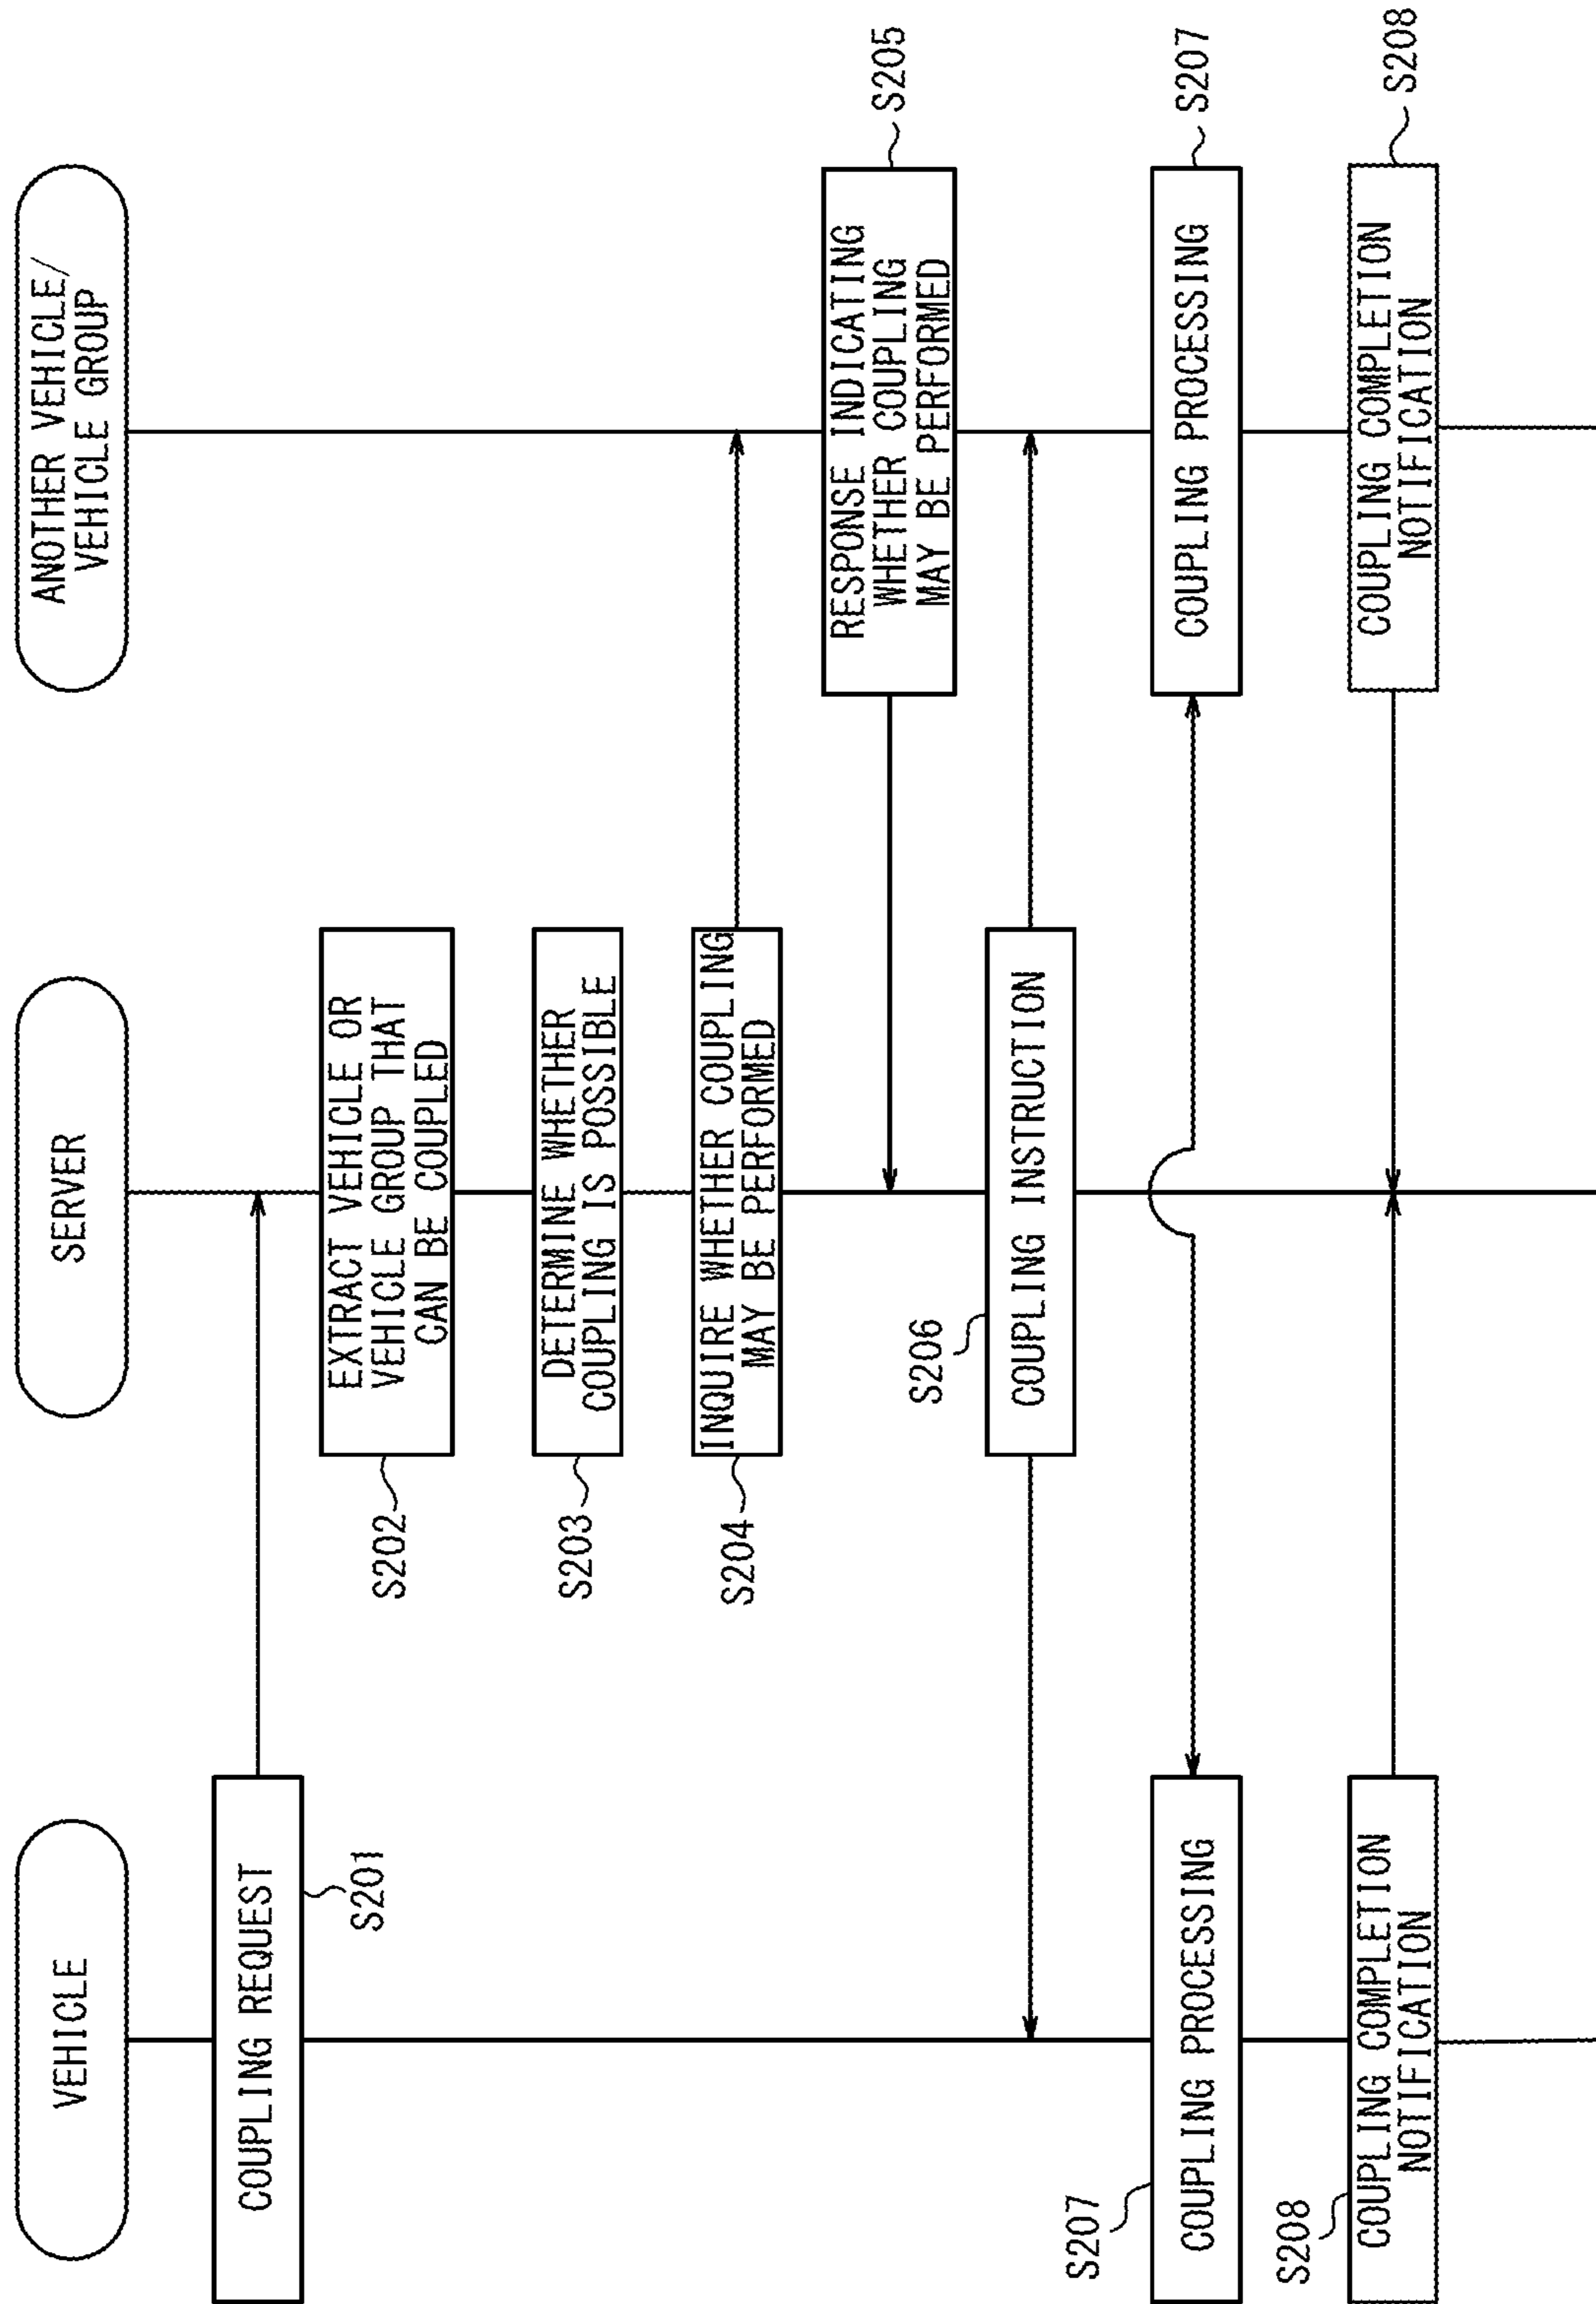 VEHICLE
SERVER
ANOTHER VEHICLE/
VEHICLE GROUP
COUPLING REQUEST
S201
EXTRACT VEHICLE OR
VEHICLE GROUP THAT
CAN BE COUPLED
S202
DETERMINE WHETHER
COUPLING IS POSSIBLE
S203
INQUIRE WHETHER COUPLING
MAY BE PERFORMED
S204
RESPONSE INDICATING
WHETHER COUPLING
MAY BE PERFORMED
S205
S206
COUPLING INSTRUCTION
S207
COUPLING PROCESSING
COUPLING PROCESSING
S207
S208
COUPLING COMPLETION
NOTIFICATION
COUPLING COMPLETION
NOTIFICATION
S208